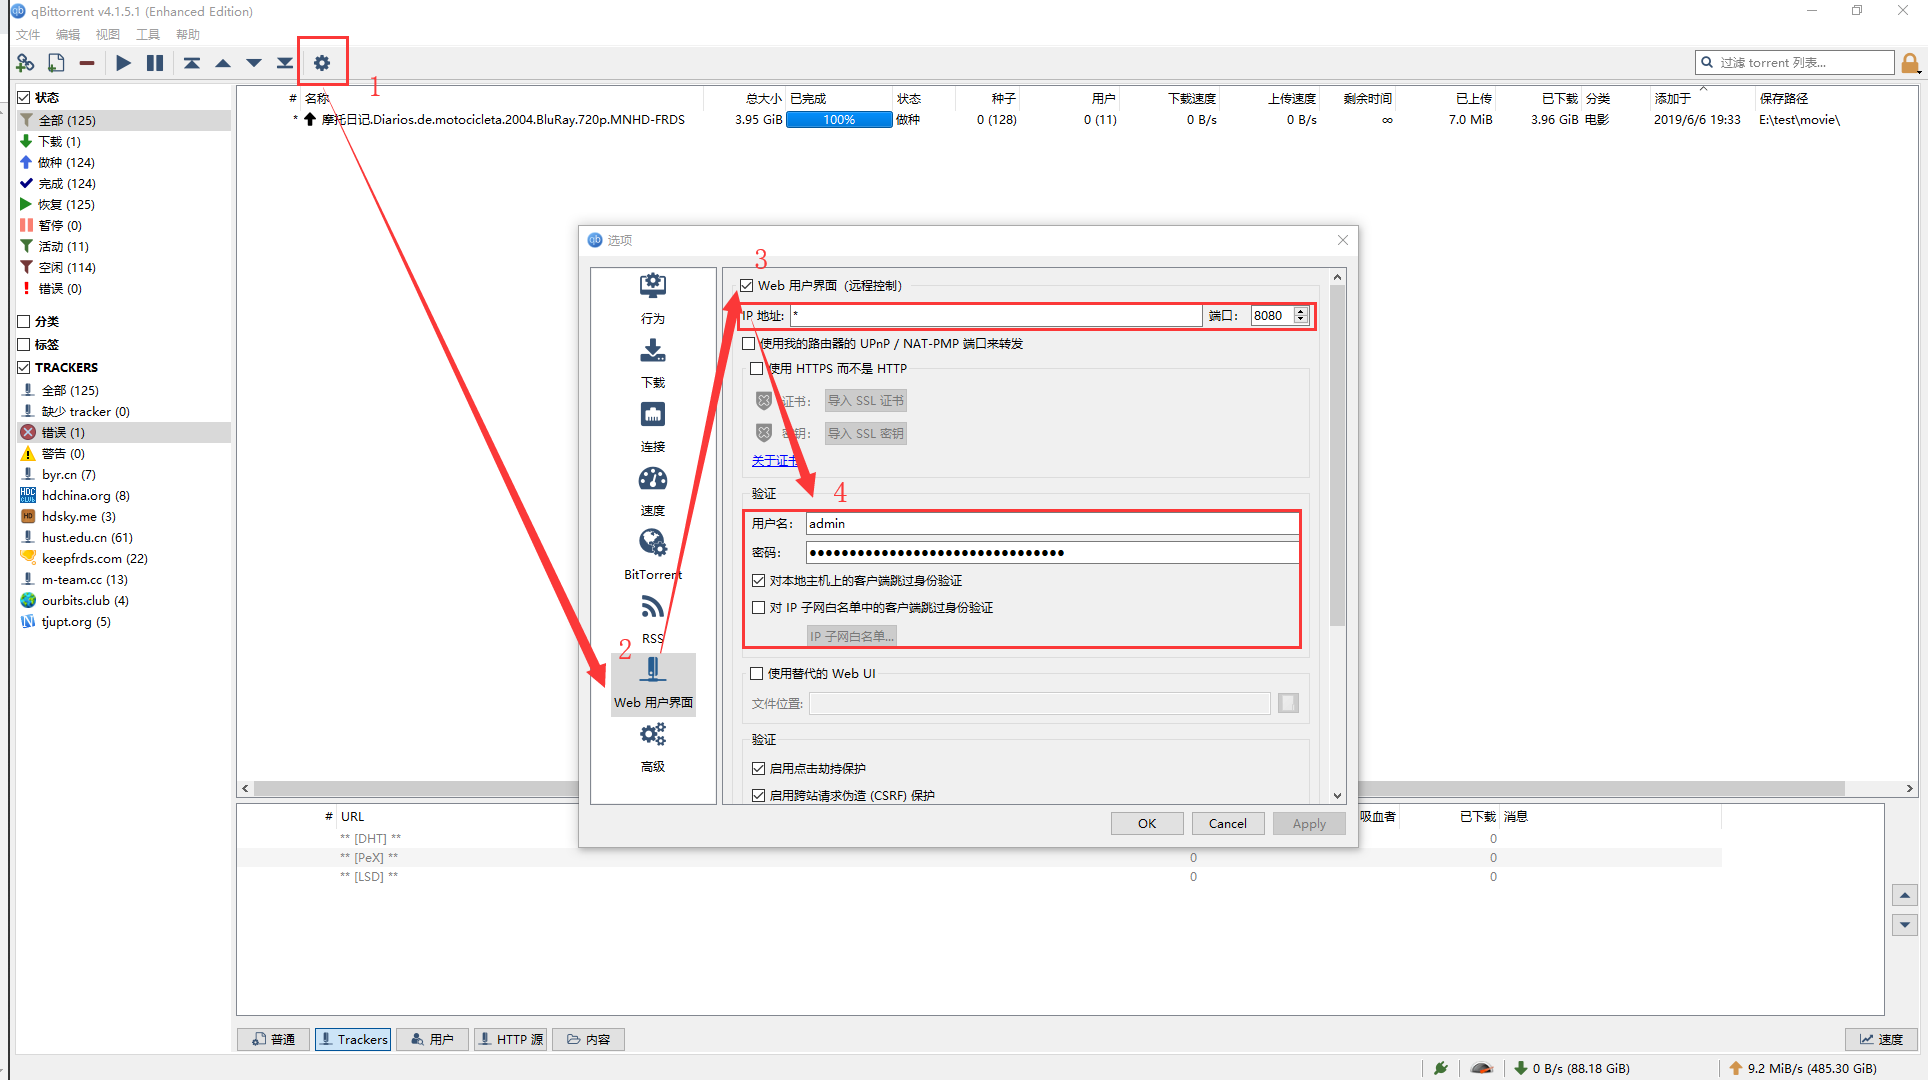 qBittorrent v4.1.5.1 (Enhanced Edition)
文件 编辑 视图 工具 帮助
过滤 torrent 列表...
1
状态
全部 (125)
下载 (1)
做种 (124)
完成 (124)
恢复 (125)
暂停 (0)
活动 (11)
空闲 (114)
错误 (0)
分类
标签
TRACKERS
全部 (125)
缺少 tracker (0)
错误 (1)
警告 (0)
byr.cn (7)
hdchina.org (8)
hdsky.me (3)
hust.edu.cn (61)
keepfrds.com (22)
m-team.cc (13)
ourbits.club (4)
tjupt.org (5)
# 名称 总大小 已完成 状态 种子 用户 下载速度 上传速度 剩余时间 已上传 已下载 分类 添加于 保存路径
* 摩托日记.Diarios.de.motocicleta.2004.BluRay.720p.MNHD-FRDS 3.95 GiB 100% 做种 0 (128) 0 (11) 0 B/s 0 B/s ∞ 7.0 MiB 3.96 GiB 电影 2019/6/6 19:33 E:\test\movie\
选项
行为
下载
连接
速度
BitTorrent
RSS
2
Web 用户界面
高级
3
Web 用户界面（远程控制）
IP 地址: * 端口: 8080
使用我的路由器的 UPnP / NAT-PMP 端口来转发
使用 HTTPS 而不是 HTTP
证书: 导入 SSL 证书
密钥: 导入 SSL 密钥
关于证书
4
验证
用户名: admin
密码: ●●●●●●●●●●●●●●●●●●●●●●●●●●●●●●●●
对本地主机上的客户端跳过身份验证
对 IP 子网白名单中的客户端跳过身份验证
IP 子网白名单...
使用替代的 Web UI
文件位置:
验证
启用点击劫持保护
启用跨站请求伪造 (CSRF) 保护
OK Cancel Apply
# URL 吸血者 已下载 消息
** [DHT] ** 0
** [PeX] ** 0 0
** [LSD] ** 0 0
普通 Trackers 用户 HTTP 源 内容 速度
0 B/s (88.18 GiB) 9.2 MiB/s (485.30 GiB)